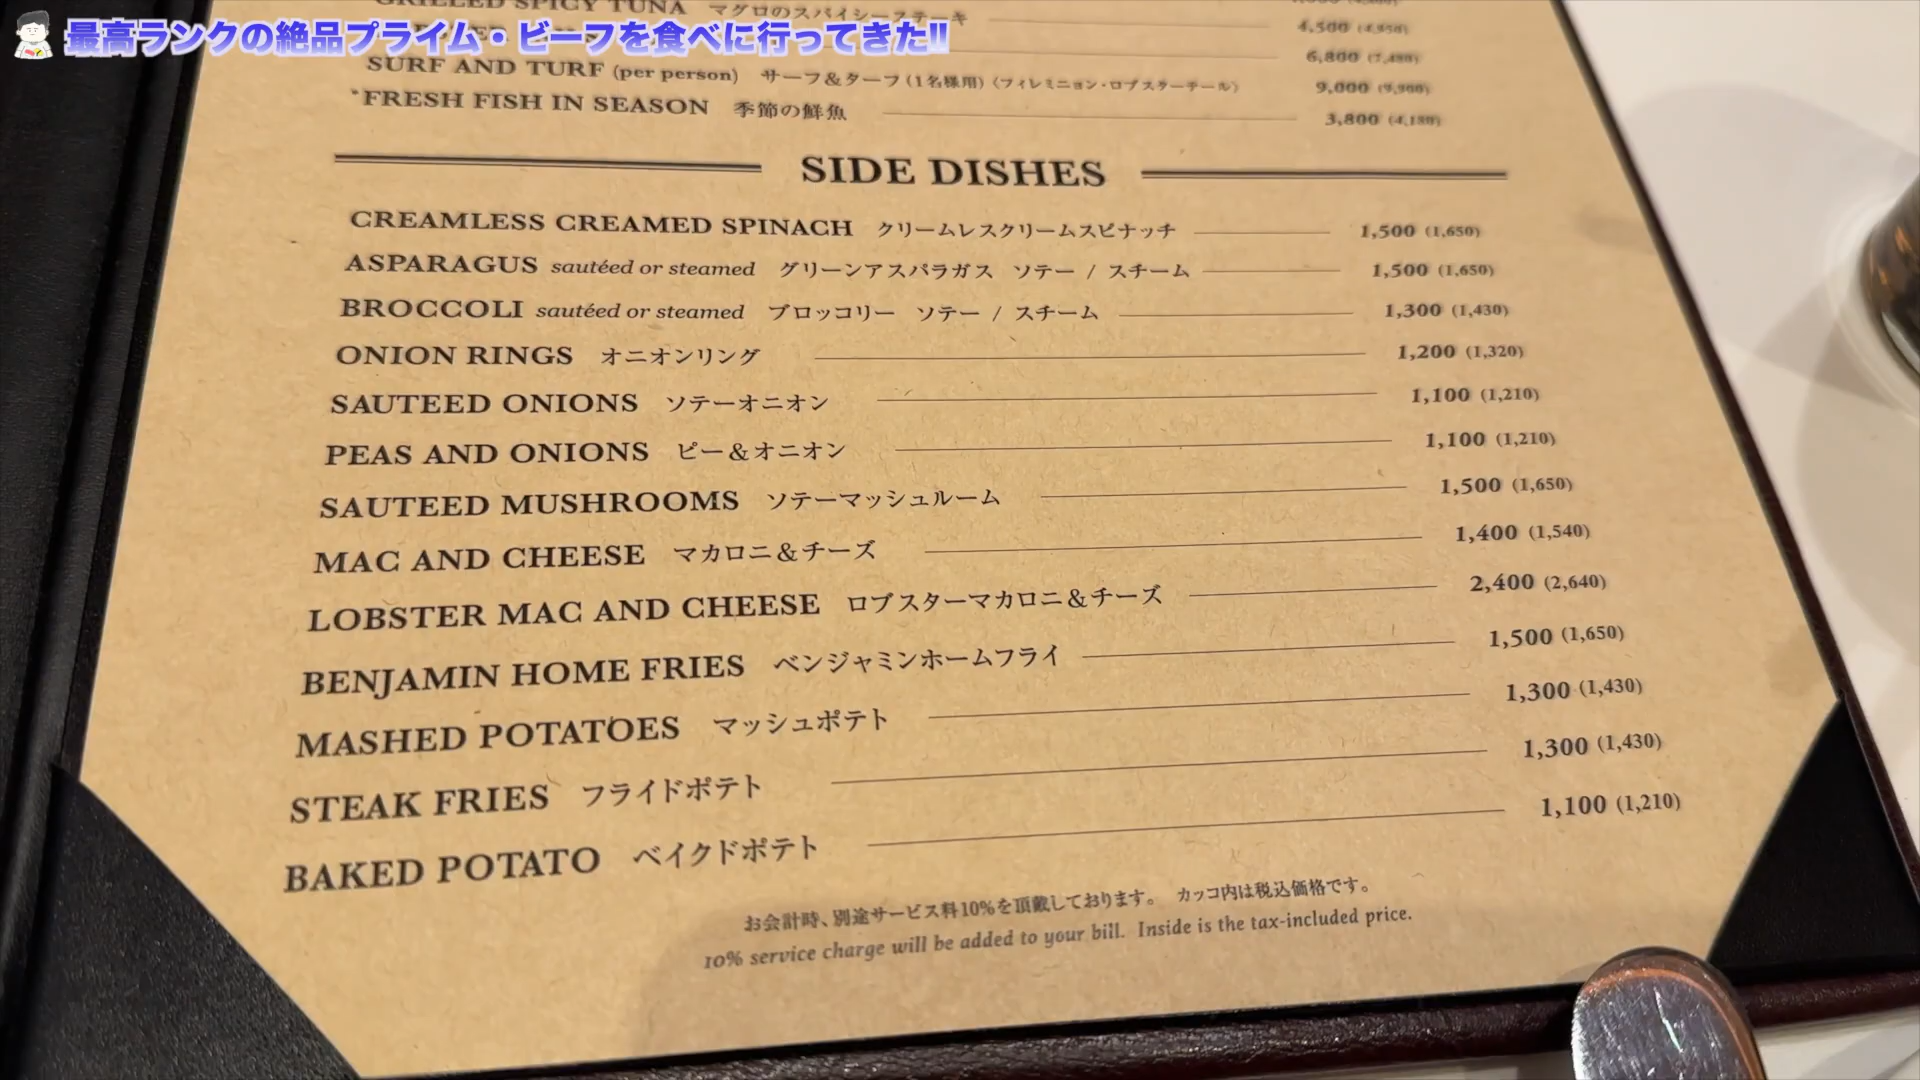 最高ランクの絶品プライム・ビーフを食べに行ってきた!!
GRILLED SPICY TUNA マグロのスパイシーステーキ
4,500 (4,950)
6,800 (7,480)
SURF AND TURF (per person) サーフ&ターフ (1名様用) (フィレミニョン・ロブスターテール) 9,000 (9,900)
*FRESH FISH IN SEASON 季節の鮮魚 3,800 (4,180)
SIDE DISHES
CREAMLESS CREAMED SPINACH クリームレスクリームスピナッチ 1,500 (1,650)
ASPARAGUS sautéed or steamed グリーンアスパラガス ソテー / スチーム 1,500 (1,650)
BROCCOLI sautéed or steamed ブロッコリー ソテー / スチーム 1,300 (1,430)
ONION RINGS オニオンリング 1,200 (1,320)
SAUTEED ONIONS ソテーオニオン 1,100 (1,210)
PEAS AND ONIONS ピー&オニオン 1,100 (1,210)
SAUTEED MUSHROOMS ソテーマッシュルーム 1,500 (1,650)
MAC AND CHEESE マカロニ&チーズ 1,400 (1,540)
LOBSTER MAC AND CHEESE ロブスターマカロニ&チーズ 2,400 (2,640)
BENJAMIN HOME FRIES ベンジャミンホームフライ 1,500 (1,650)
MASHED POTATOES マッシュポテト 1,300 (1,430)
STEAK FRIES フライドポテト 1,300 (1,430)
BAKED POTATO ベイクドポテト 1,100 (1,210)
お会計時、別途サービス料10%を頂戴しております。 カッコ内は税込価格です。
10% service charge will be added to your bill. Inside is the tax-included price.